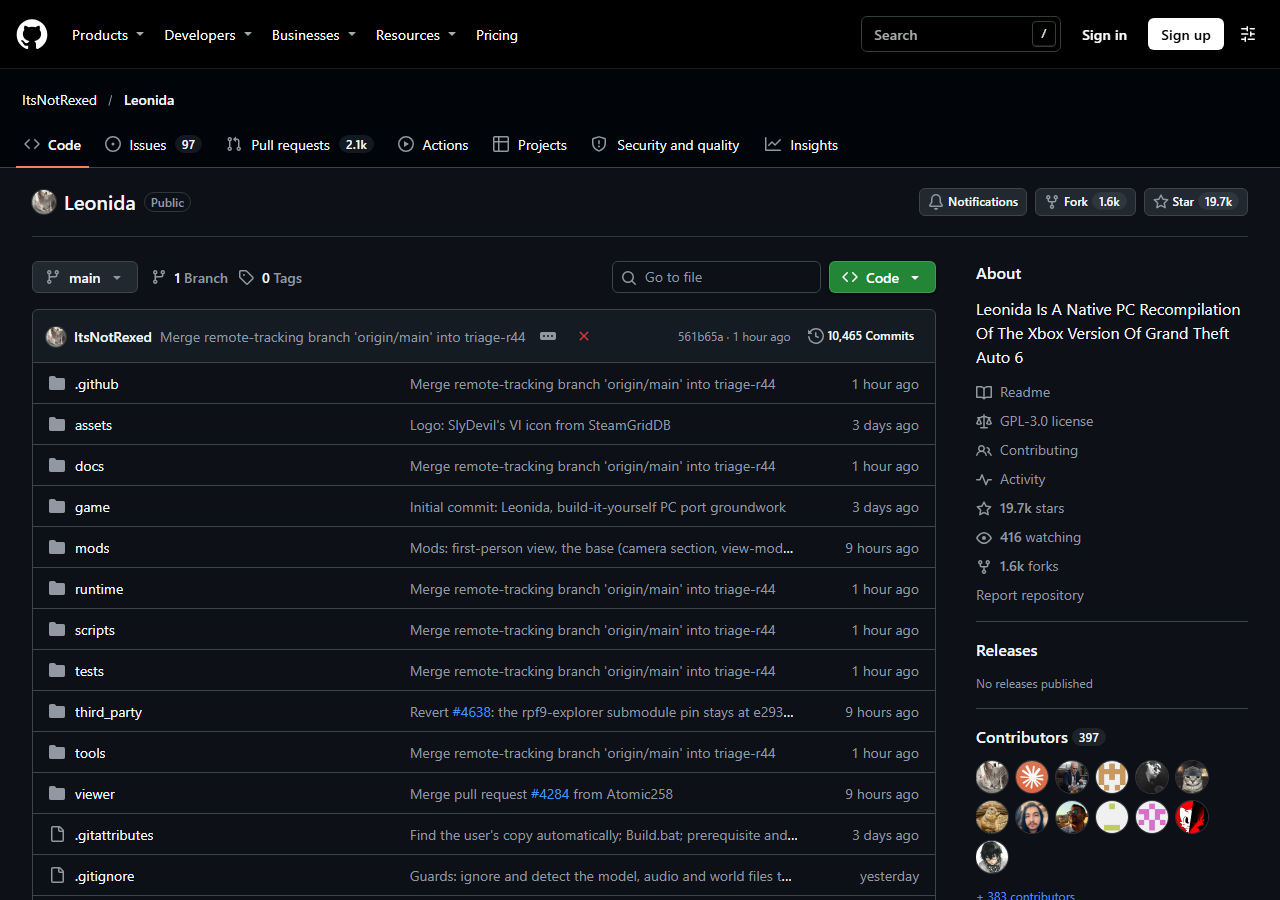 Products Developers Businesses Resources Pricing Search / Sign in Sign up
ItsNotRexed / Leonida
Code Issues 97 Pull requests 2.1k Actions Projects Security and quality Insights
Leonida Public Notifications Fork 1.6k Star 19.7k
main 1 Branch 0 Tags Go to file Code
ItsNotRexed Merge remote-tracking branch 'origin/main' into triage-r44 561b65a · 1 hour ago 10,465 Commits
.github Merge remote-tracking branch 'origin/main' into triage-r44 1 hour ago
assets Logo: SlyDevil's VI icon from SteamGridDB 3 days ago
docs Merge remote-tracking branch 'origin/main' into triage-r44 1 hour ago
game Initial commit: Leonida, build-it-yourself PC port groundwork 3 days ago
mods Mods: first-person view, the base (camera section, view-mod... 9 hours ago
runtime Merge remote-tracking branch 'origin/main' into triage-r44 1 hour ago
scripts Merge remote-tracking branch 'origin/main' into triage-r44 1 hour ago
tests Merge remote-tracking branch 'origin/main' into triage-r44 1 hour ago
third_party Revert #4638: the rpf9-explorer submodule pin stays at e293... 9 hours ago
tools Merge remote-tracking branch 'origin/main' into triage-r44 1 hour ago
viewer Merge pull request #4284 from Atomic258 9 hours ago
.gitattributes Find the user's copy automatically; Build.bat; prerequisite and... 3 days ago
.gitignore Guards: ignore and detect the model, audio and world files t... yesterday
About
Leonida Is A Native PC Recompilation
Of The Xbox Version Of Grand Theft
Auto 6
Readme
GPL-3.0 license
Contributing
Activity
19.7k stars
416 watching
1.6k forks
Report repository
Releases
No releases published
Contributors 397
+ 383 contributors